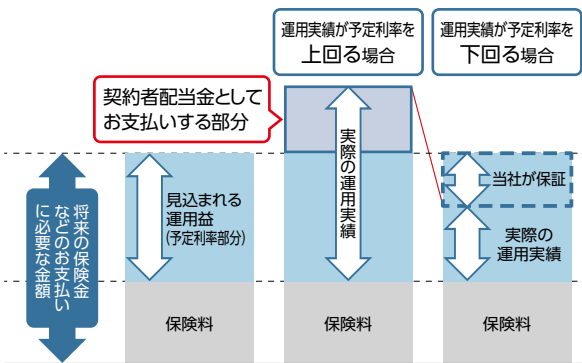 運用実績が予定利率を
上回る場合
運用実績が予定利率を
下回る場合
契約者配当金として
お支払いする部分
将来の保険金
などのお支払い
に必要な金額
見込まれる
運用益
(予定利率部分)
実際の運用実績
当社が保証
実際の
運用実績
保険料
保険料
保険料